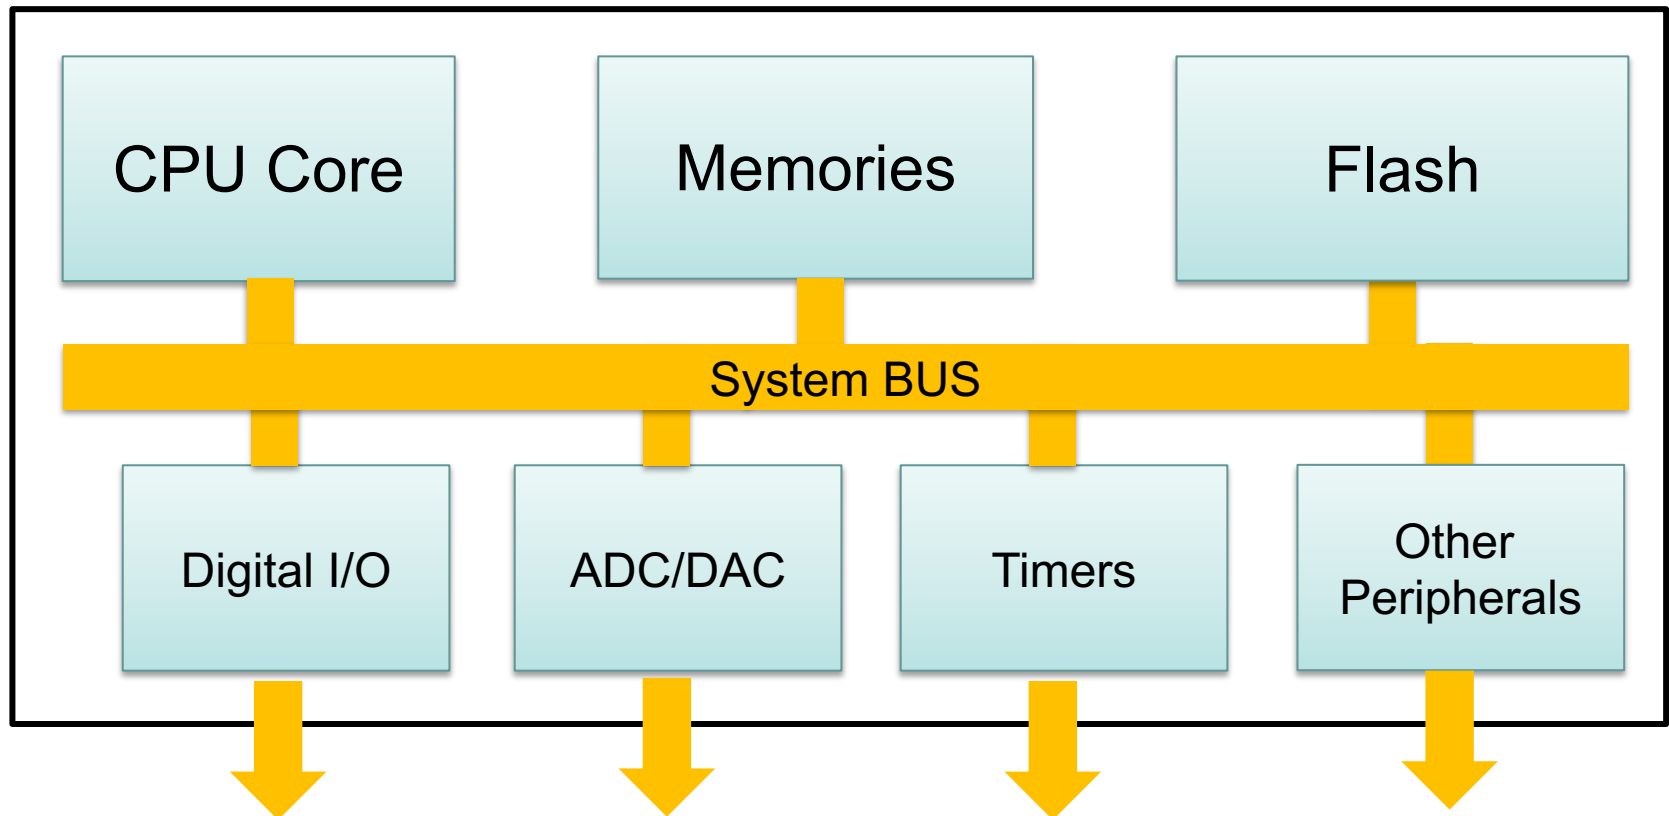 CPU Core
Memories
Flash
System BUS
Digital I/O
ADC/DAC
Timers
Other
Peripherals